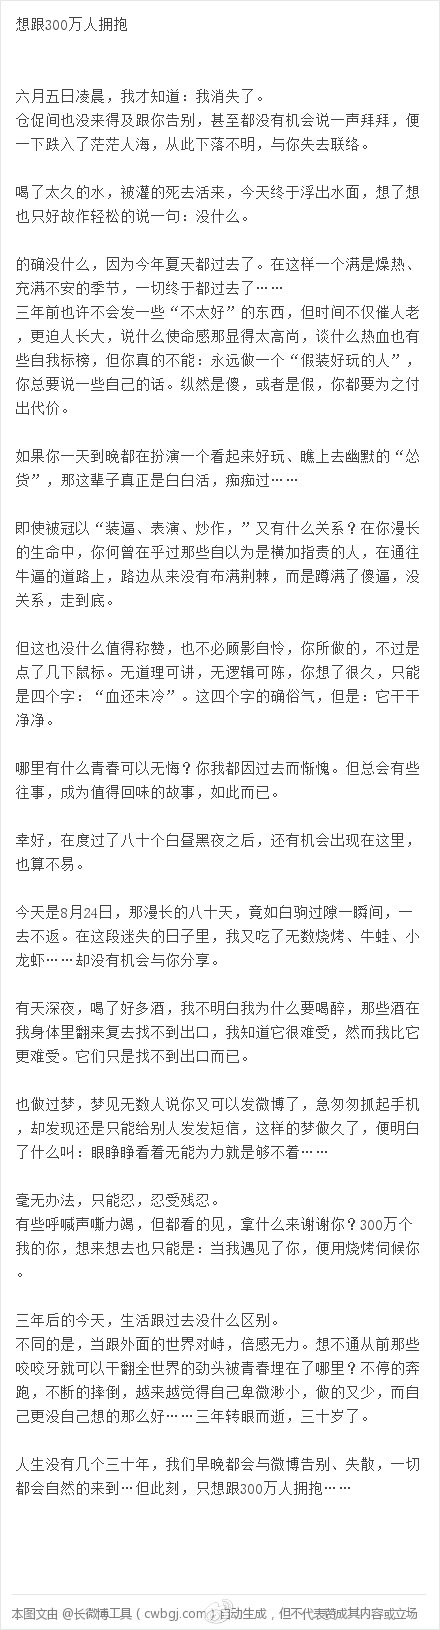 想跟300万人拥抱
六月五日凌晨，我才知道：我消失了。
仓促间也没来得及跟你告别，甚至都没有机会说一声拜拜，便
一下跌入了茫茫人海，从此下落不明，与你失去联络。
喝了太久的水，被灌的死去活来，今天终于浮出水面，想了想
也只好故作轻松的说一句：没什么。
的确没什么，因为今年夏天都过去了。在这样一个满是燥热、
充满不安的季节，一切终于都过去了……
三年前也许不会发一些“不太好”的东西，但时间不仅催人老
，更迫人长大，说什么使命感那显得太高尚，谈什么热血也有
些自我标榜，但你真的不能：永远做一个“假装好玩的人”，
你总要说一些自己的话。纵然是傻，或者是假，你都要为之付
出代价。
如果你一天到晚都在扮演一个看起来好玩、瞧上去幽默的“怂
货”，那这辈子真正是白白活，痴痴过……
即使被冠以“装逼、表演、炒作，”又有什么关系？在你漫长
的生命中，你何曾在乎过那些自以为是横加指责的人，在通往
牛逼的道路上，路边从来没有布满荆棘，而是蹲满了傻逼，没
关系，走到底。
但这也没什么值得称赞，也不必顾影自怜，你所做的，不过是
点了几下鼠标。无道理可讲，无逻辑可陈，你想了很久，只能
是四个字：“血还未冷”。这四个字的确俗气，但是：它干干
净净。
哪里有什么青春可以无悔？你我都因过去而惭愧。但总会有些
往事，成为值得回味的故事，如此而已。
幸好，在度过了八十个白昼黑夜之后，还有机会出现在这里，
也算不易。
今天是8月24日，那漫长的八十天，竟如白驹过隙一瞬间，一
去不返。在这段迷失的日子里，我又吃了无数烧烤、牛蛙、小
龙虾……却没有机会与你分享。
有天深夜，喝了好多酒，我不明白我为什么要喝醉，那些酒在
我身体里翻来复去找不到出口，我知道它很难受，然而我比它
更难受。它们只是找不到出口而已。
也做过梦，梦见无数人说你又可以发微博了，急匆匆抓起手机
，却发现还是只能给别人发发短信，这样的梦做久了，便明白
了什么叫：眼睁睁看着无能为力就是够不着……
毫无办法，只能忍，忍受残忍。
有些呼喊声嘶力竭，但都看的见，拿什么来谢谢你？300万个
我的你，想来想去也只能是：当我遇见了你，便用烧烤伺候你
。
三年后的今天，生活跟过去没什么区别。
不同的是，当跟外面的世界对峙，倍感无力。想不通从前那些
咬咬牙就可以干翻全世界的劲头被青春埋在了哪里？不停的奔
跑，不断的摔倒，越来越觉得自己卑微渺小，做的又少，而自
己更没自己想的那么好……三年转眼而逝，三十岁了。
人生没有几个三十年，我们早晚都会与微博告别、失散，一切
都会自然的来到…但此刻，只想跟300万人拥抱……
本图文由 @长微博工具（cwbgj.com）自动生成，但不代表赞成其内容或立场